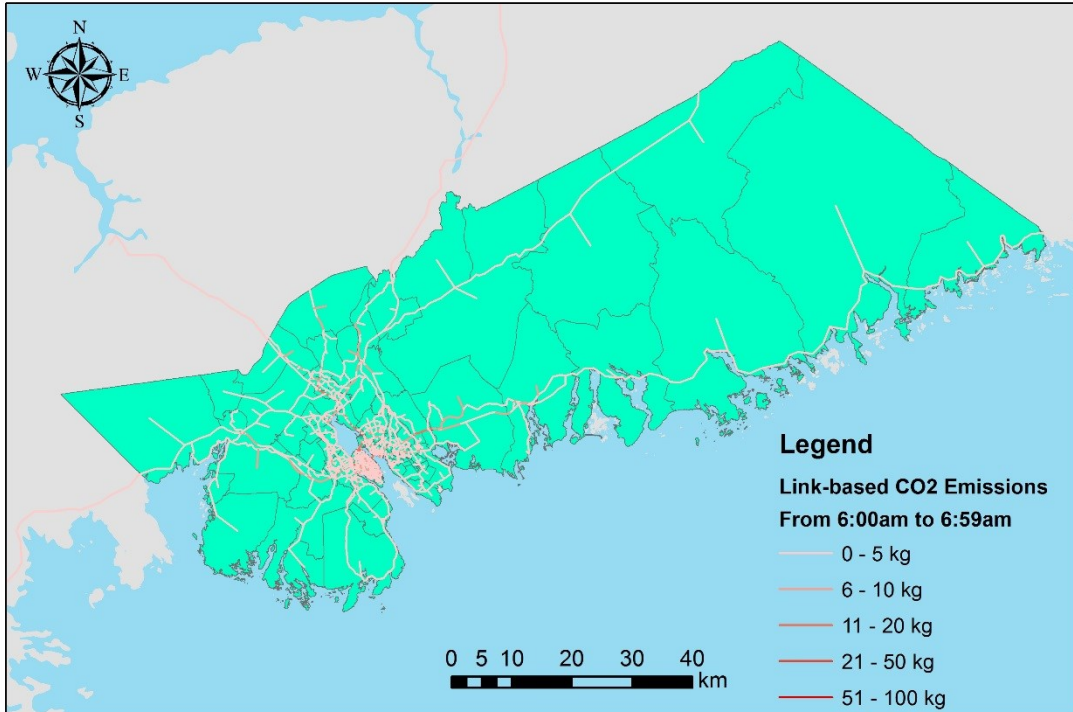 N
W E
S
Legend
Link-based CO2 Emissions
From 6:00am to 6:59am
0 - 5 kg
6 - 10 kg
11 - 20 kg
21 - 50 kg
51 - 100 kg
0 5 10 20 30 40
km